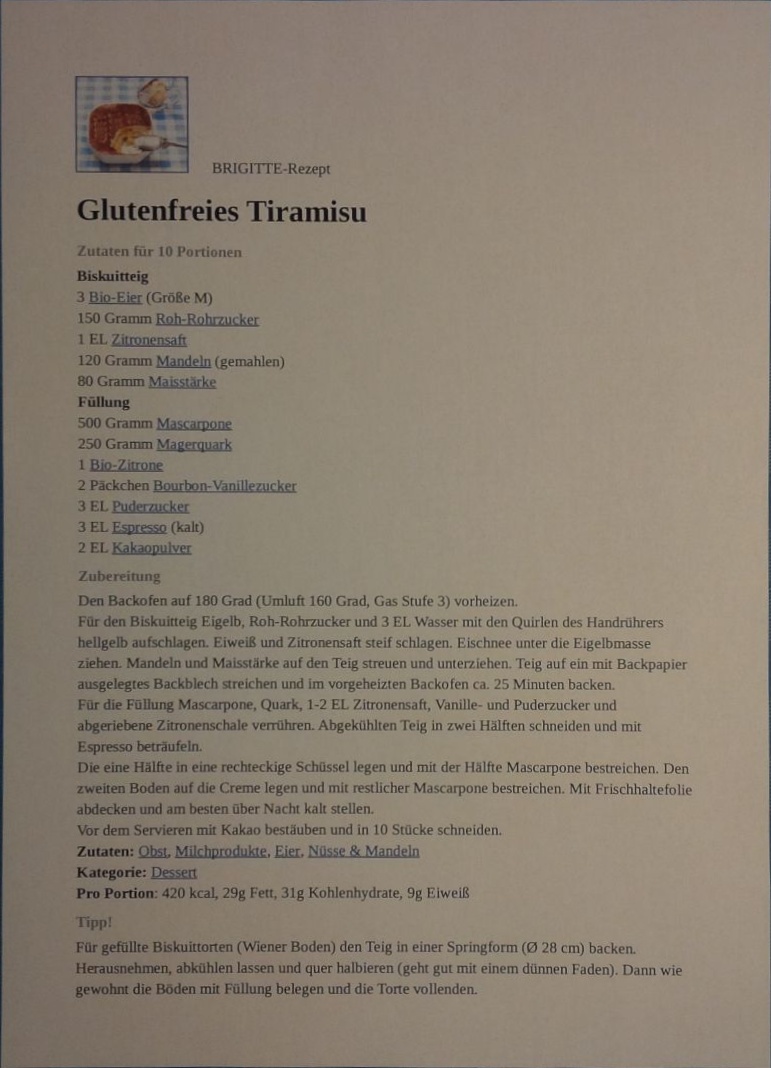 BRIGITTE-Rezept
Glutenfreies Tiramisu
Zutaten für 10 Portionen
Biskuitteig
3 Bio-Eier (Größe M)
150 Gramm Roh-Rohrzucker
1 EL Zitronensaft
120 Gramm Mandeln (gemahlen)
80 Gramm Maisstärke
Füllung
500 Gramm Mascarpone
250 Gramm Magerquark
1 Bio-Zitrone
2 Päckchen Bourbon-Vanillezucker
3 EL Puderzucker
3 EL Espresso (kalt)
2 EL Kakaopulver
Zubereitung
Den Backofen auf 180 Grad (Umluft 160 Grad, Gas Stufe 3) vorheizen.
Für den Biskuitteig Eigelb, Roh-Rohrzucker und 3 EL Wasser mit den Quirlen des Handrührers
hellgelb aufschlagen. Eiweiß und Zitronensaft steif schlagen. Eischnee unter die Eigelbmasse
ziehen. Mandeln und Maisstärke auf den Teig streuen und unterziehen. Teig auf ein mit Backpapier
ausgelegtes Backblech streichen und im vorgeheizten Backofen ca. 25 Minuten backen.
Für die Füllung Mascarpone, Quark, 1-2 EL Zitronensaft, Vanille- und Puderzucker und
abgeriebene Zitronenschale verrühren. Abgekühlten Teig in zwei Hälften schneiden und mit
Espresso beträufeln.
Die eine Hälfte in eine rechteckige Schüssel legen und mit der Hälfte Mascarpone bestreichen. Den
zweiten Boden auf die Creme legen und mit restlicher Mascarpone bestreichen. Mit Frischhaltefolie
abdecken und am besten über Nacht kalt stellen.
Vor dem Servieren mit Kakao bestäuben und in 10 Stücke schneiden.
Zutaten: Obst, Milchprodukte, Eier, Nüsse & Mandeln
Kategorie: Dessert
Pro Portion: 420 kcal, 29g Fett, 31g Kohlenhydrate, 9g Eiweiß
Tipp!
Für gefüllte Biskuittorten (Wiener Boden) den Teig in einer Springform (Ø 28 cm) backen.
Herausnehmen, abkühlen lassen und quer halbieren (geht gut mit einem dünnen Faden). Dann wie
gewohnt die Böden mit Füllung belegen und die Torte vollenden.